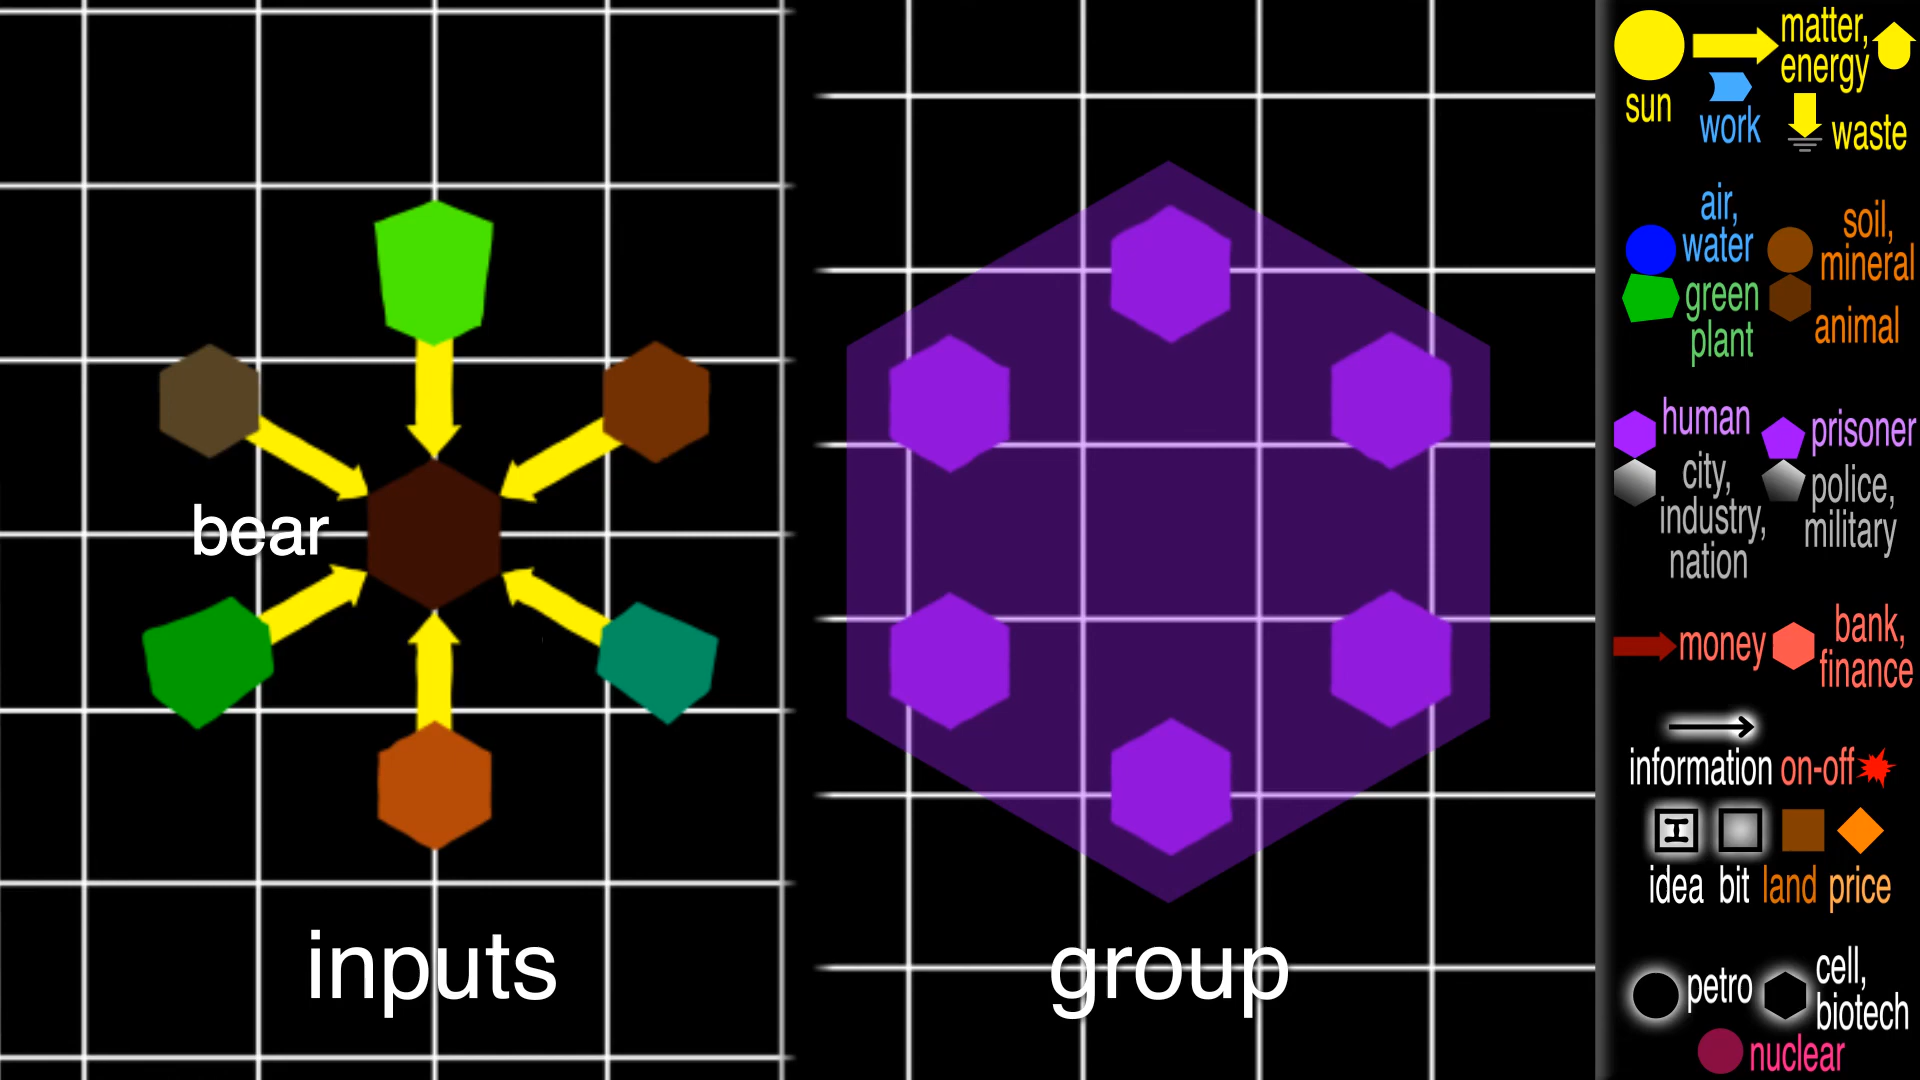 bear
inputs
group
sun
matter,
energy
work
waste
air,
water
soil,
mineral
green
plant
animal
human
prisoner
city,
industry,
nation
police,
military
money
bank,
finance
information on-off
idea bit land price
petro
cell,
biotech
nuclear